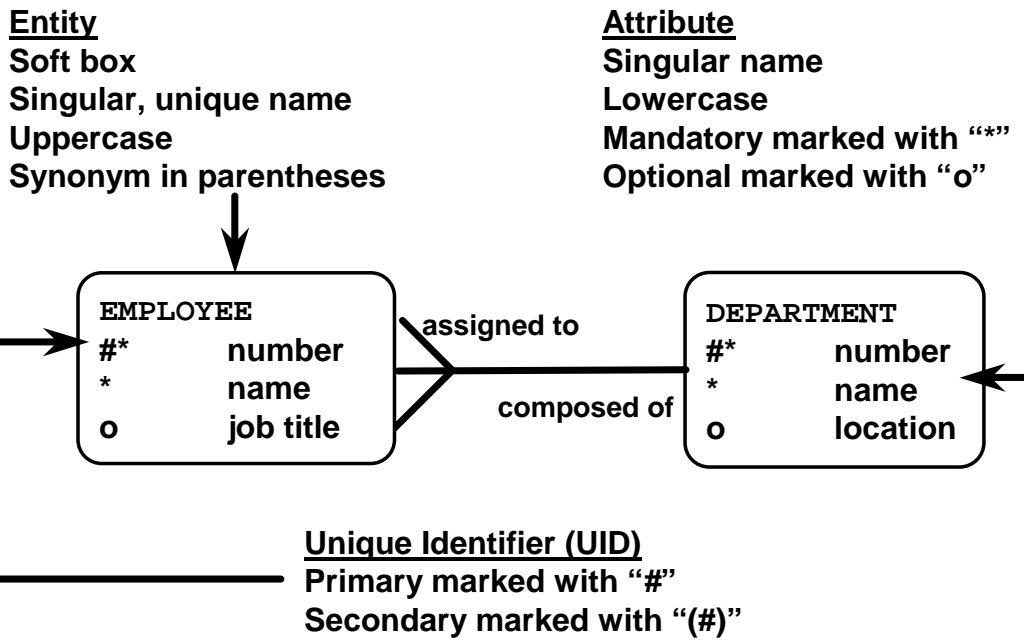 Entity
Soft box
Singular, unique name
Uppercase
Synonym in parentheses
Attribute
Singular name
Lowercase
Mandatory marked with “*”
Optional marked with “o”
EMPLOYEE
#* number
* name
o job title
assigned to
composed of
DEPARTMENT
#* number
* name
o location
Unique Identifier (UID)
Primary marked with “#”
Secondary marked with “(#)”